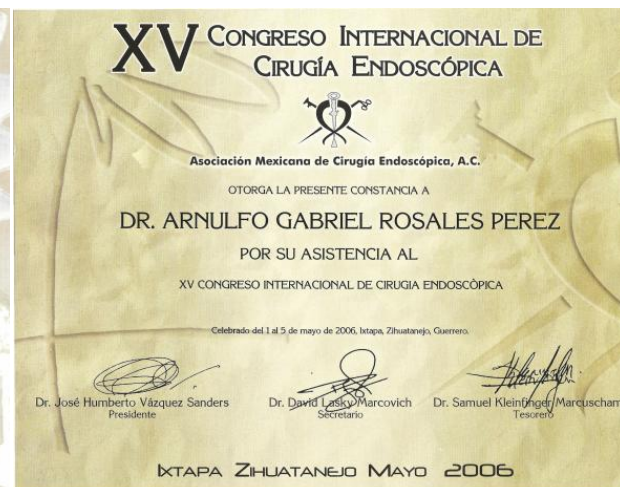 XV CONGRESO INTERNACIONAL DE
CIRUGÍA ENDOSCÓPICA
Asociación Mexicana de Cirugía Endoscópica, A.C.
OTORGA LA PRESENTE CONSTANCIA A
DR. ARNULFO GABRIEL ROSALES PEREZ
POR SU ASISTENCIA AL
XV CONGRESO INTERNACIONAL DE CIRUGIA ENDOSCÒPICA
Celebrado del 1 al 5 de mayo de 2006, Ixtapa, Zihuatanejo, Guerrero.
Dr. José Humberto Vázquez Sanders
Presidente
Dr. David Lasky Marcovich
Secretario
Dr. Samuel Kleinfinger Marcuscham
Tesorero
IXTAPA ZIHUATANEJO MAYO 2006